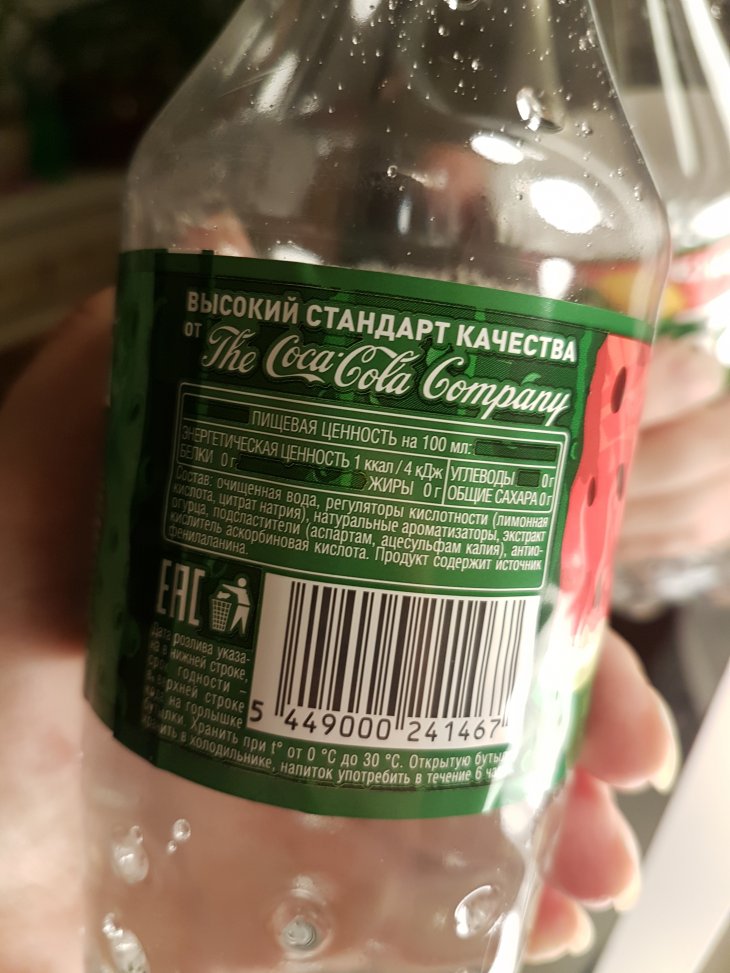 ВЫСОКИЙ СТАНДАРТ КАЧЕСТВА
от The Coca-Cola Company
ПИЩЕВАЯ ЦЕННОСТЬ на 100 мл:
ЭНЕРГЕТИЧЕСКАЯ ЦЕННОСТЬ 1 ккал / 4 кДж УГЛЕВОДЫ 0 г
БЕЛКИ 0 г ЖИРЫ 0 г ОБЩИЕ САХАРА 0 г
Состав: очищенная вода, регуляторы кислотности (лимонная
кислота, цитрат натрия), натуральные ароматизаторы, экстракт
огурца, подсластители (аспартам, ацесульфам калия), антио-
кислитель аскорбиновая кислота. Продукт содержит источник
фенилаланина.
EAC
Дата розлива указа-
на в нижней строке,
срок годности –
в верхней строке
кода на горлышке
бутылки. Хранить при t° от 0 °C до 30 °C. Открытую
хранить в холодильнике, напиток употребить в течение 6
5 449000 241467